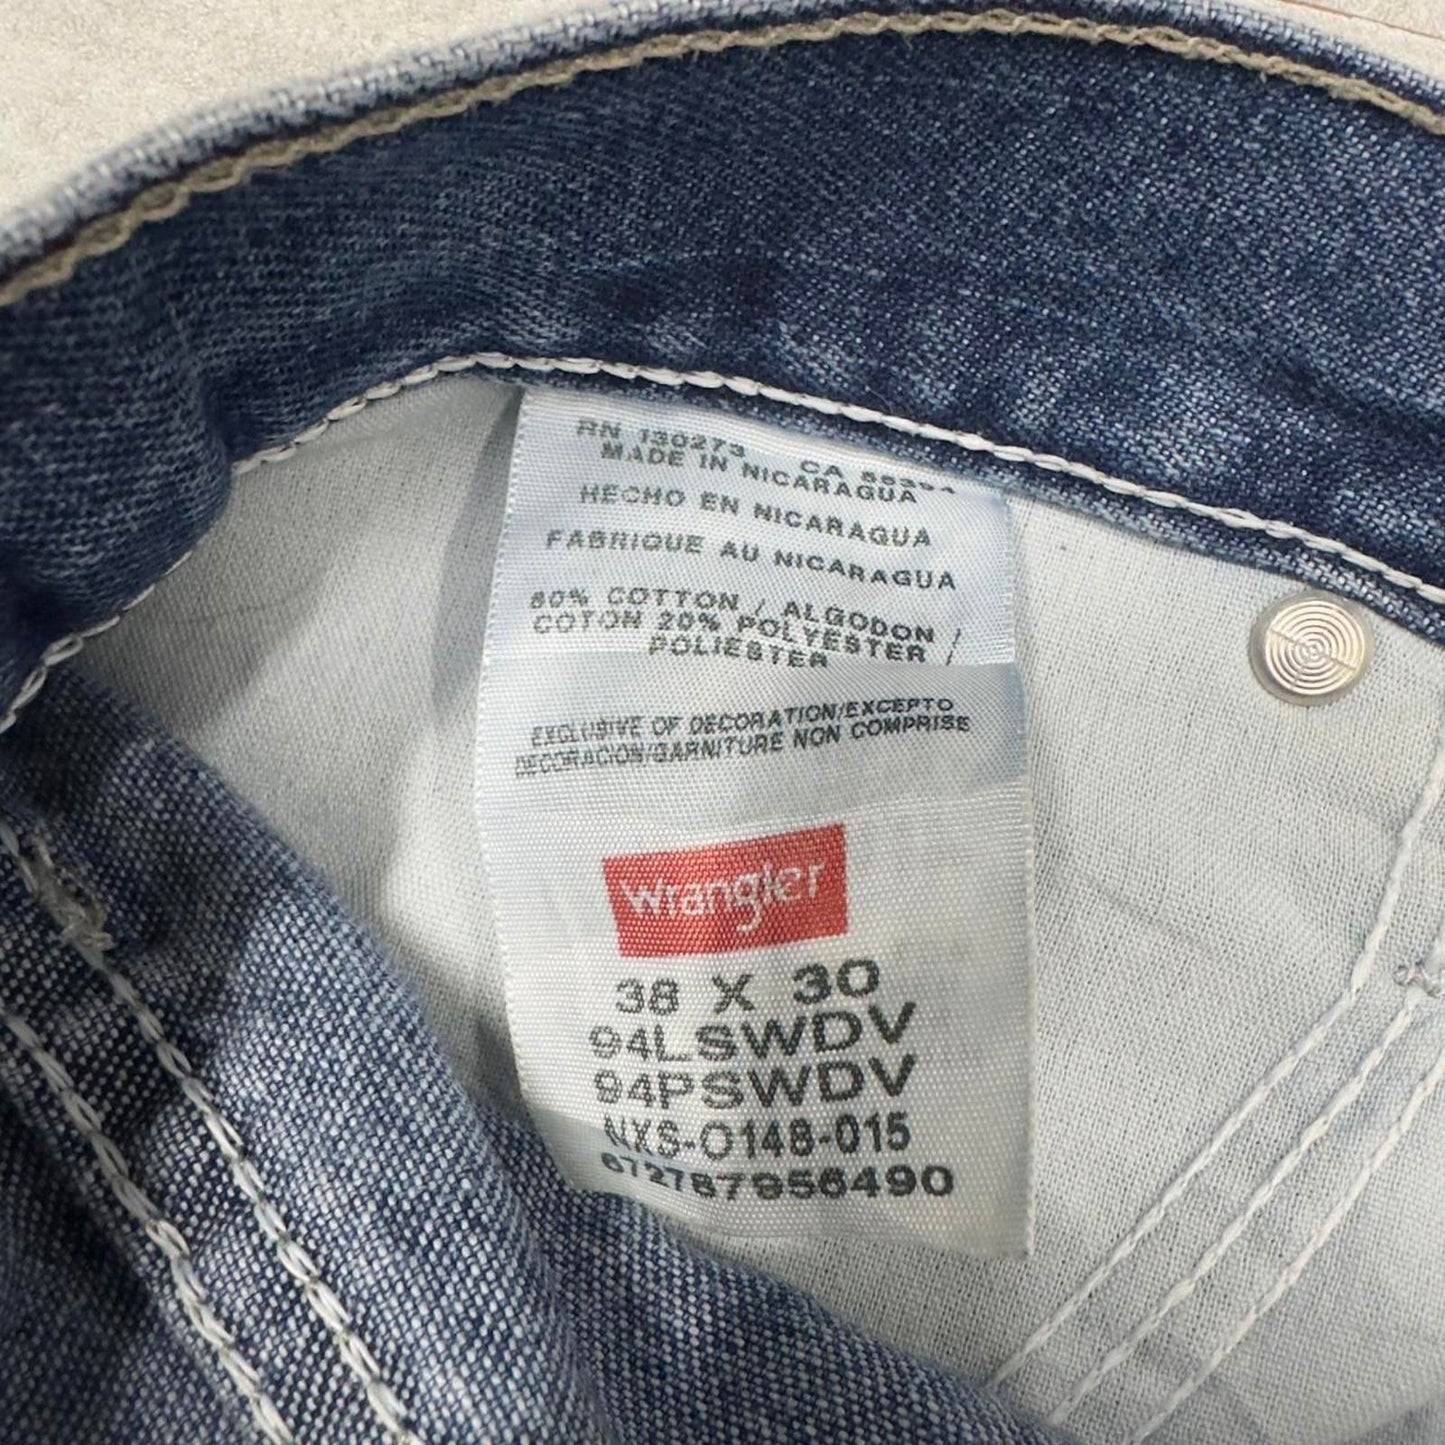 RN 130273 CA
MADE IN NICARAGUA
HECHO EN NICARAGUA
FABRIQUE AU NICARAGUA
80% COTTON / ALGODON /
COTON 20% POLYESTER /
POLIESTER
EXCLUSIVE OF DECORATION/EXCEPTO
DECORACION/GARNITURE NON COMPRISE
Wrangler
38 X 30
94LSWDV
94PSWDV
NXS-0148-015
672787956490